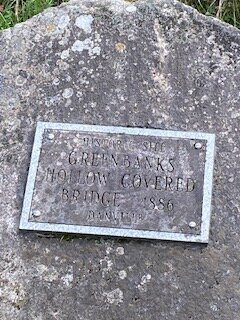 HISTORIC SITE
GREENBANKS
HOLLOW COVERED
BRIDGE 1886
DANVILLE